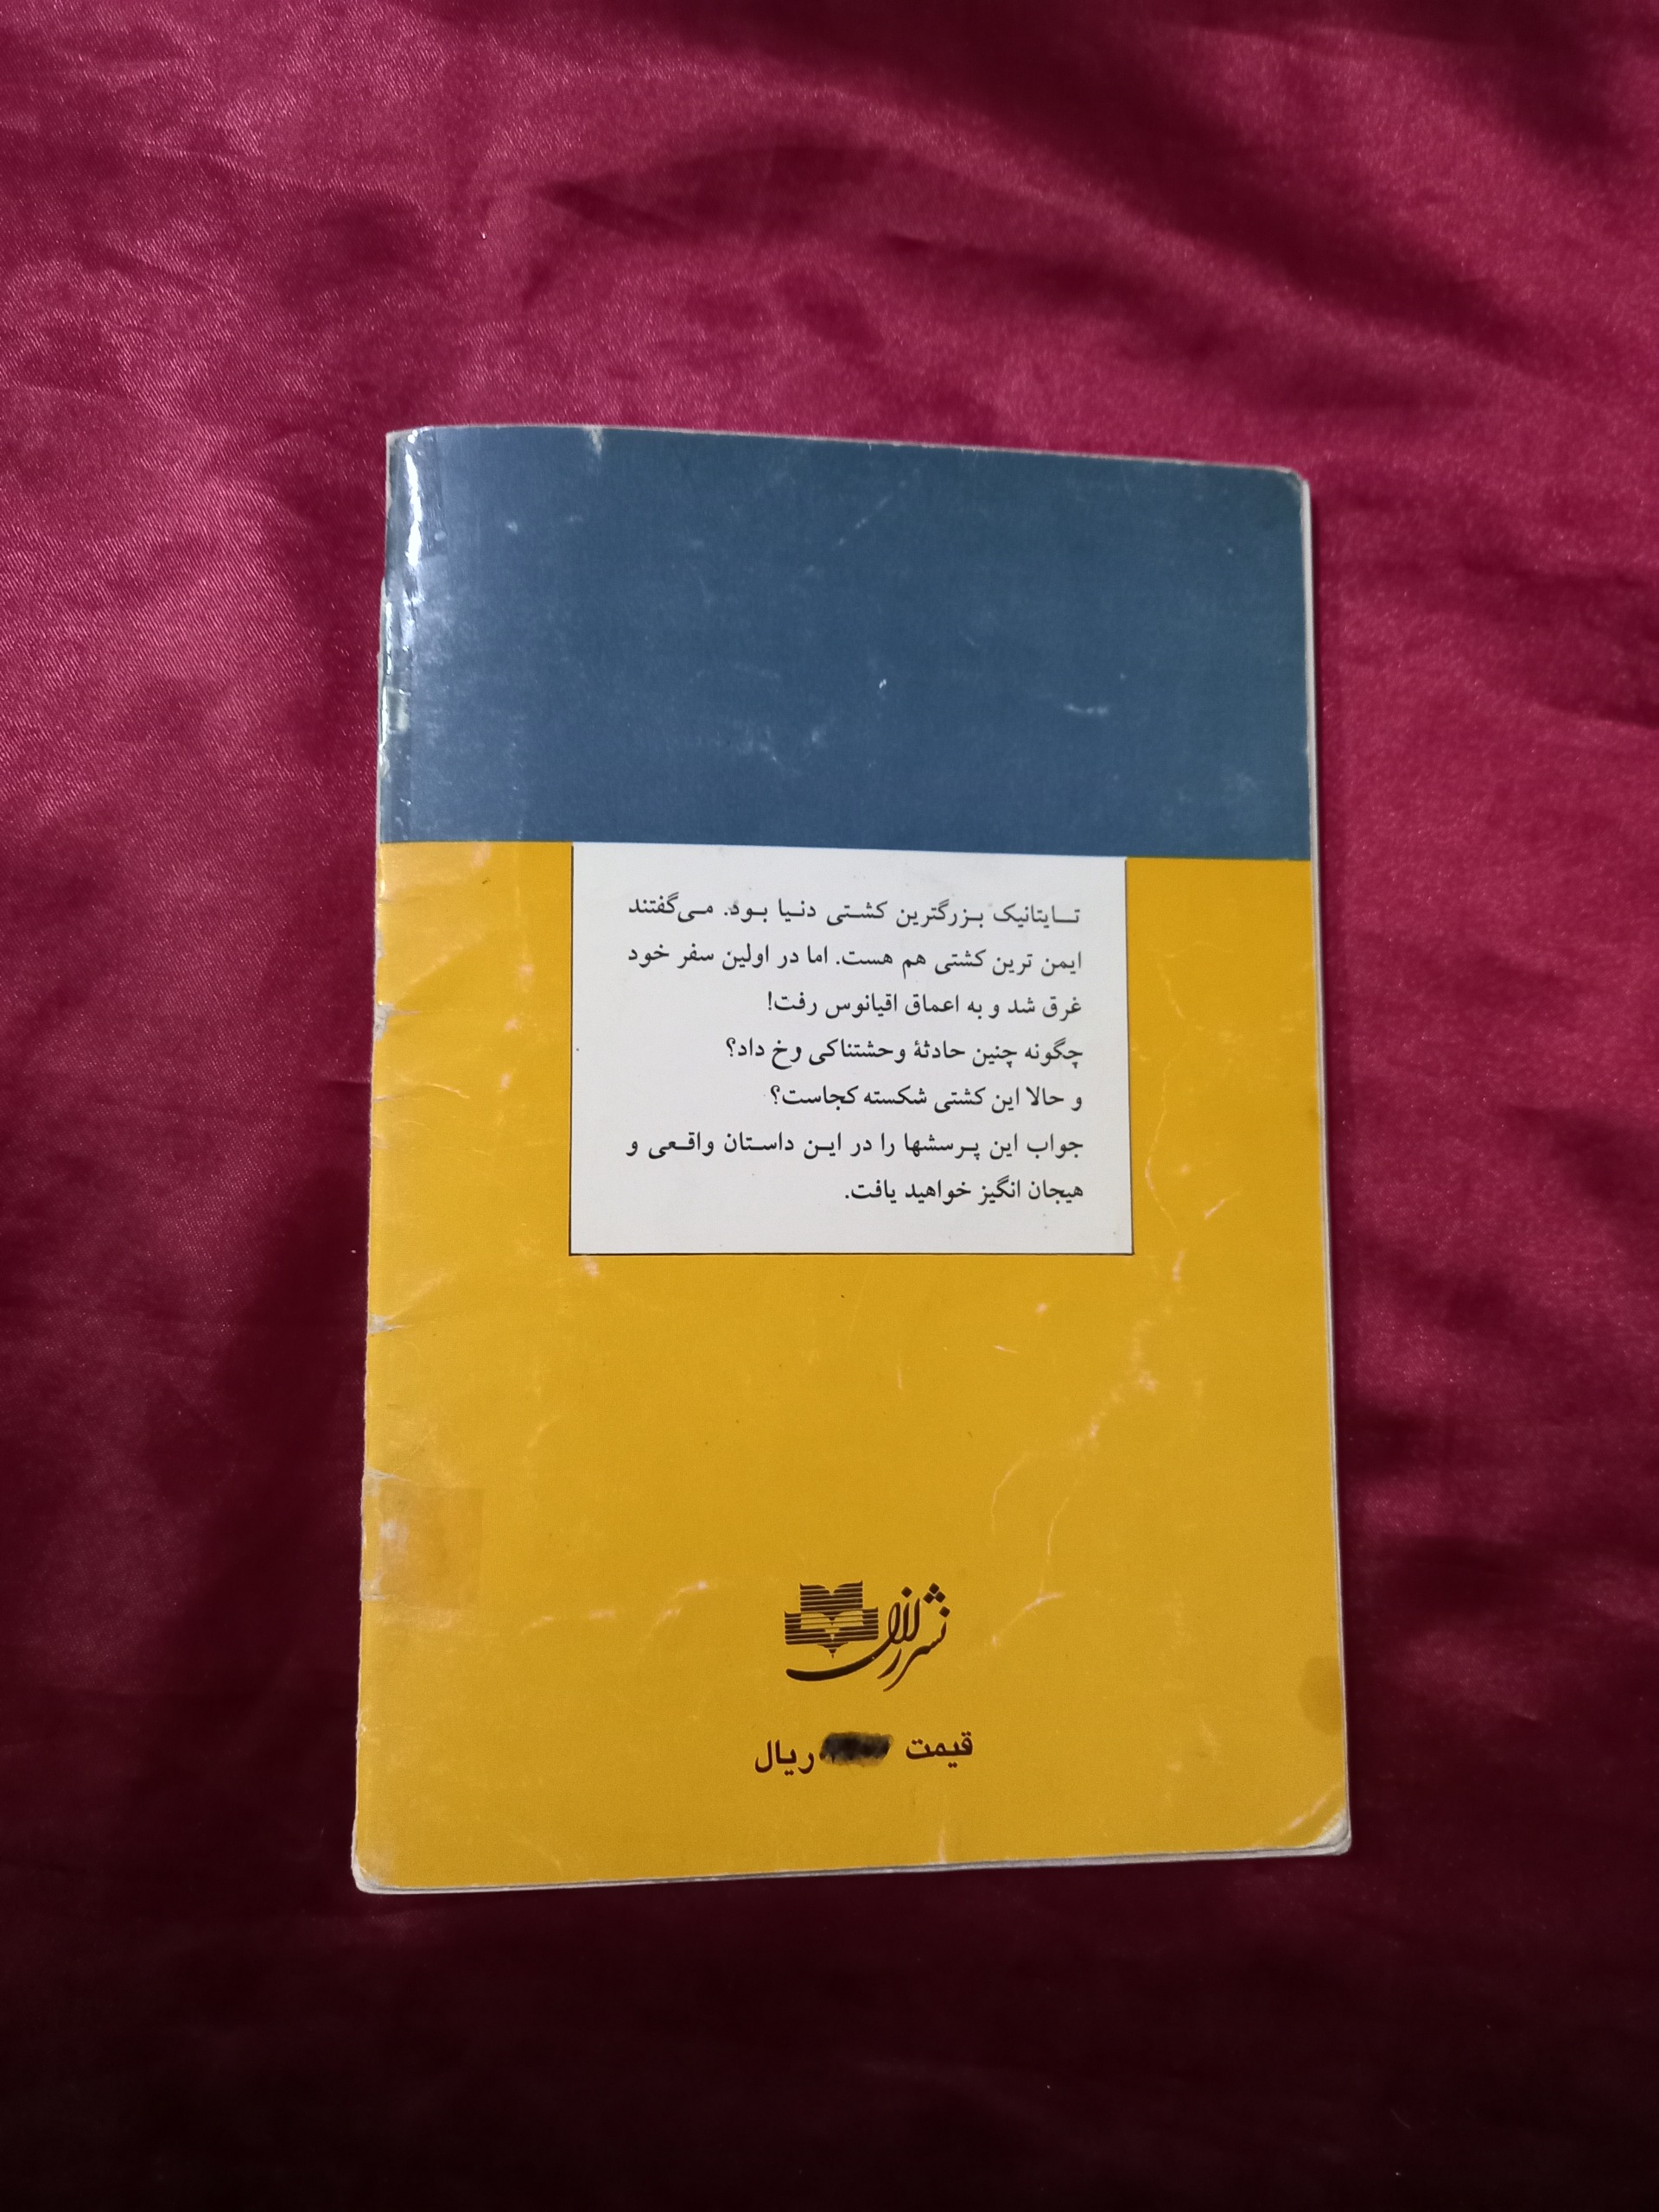 تایتانیک بزرگترین کشتی دنیا بود. می‌گفتند
ایمن ترین کشتی هم هست. اما در اولین سفر خود
غرق شد و به اعماق اقیانوس رفت!
چگونه چنین حادثهٔ وحشتناکی رخ داد؟
و حالا این کشتی شکسته کجاست؟
جواب این پرسشها را در این داستان واقعی و
هیجان انگیز خواهید یافت.
نشر
قیمت ریال